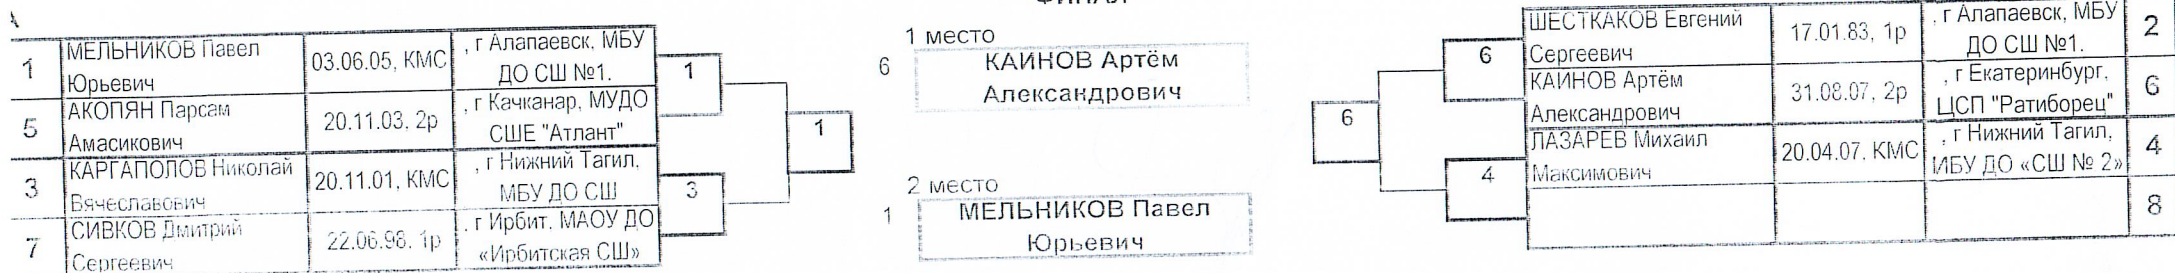 ФИНАЛ
1
МЕЛЬНИКОВ Павел
Юрьевич
03.06.05, КМС
, г Алапаевск, МБУ
ДО СШ №1.
5
АКОПЯН Парсам
Амасикович
20.11.03, 2р
, г Качканар, МУДО
СШЕ "Атлант"
3
КАРГАПОЛОВ Николай
Вячеславович
20.11.01, КМС
, г Нижний Тагил,
МБУ ДО СШ
7
СИВКОВ Дмитрий
Сергеевич
22.06.98, 1р
, г Ирбит, МАОУ ДО
«Ирбитская СШ»
1
3
1
1 место
6
КАИНОВ Артём
Александрович
2 место
1
МЕЛЬНИКОВ Павел
Юрьевич
6
6
4
ШЕСТКАКОВ Евгений
Сергеевич
17.01.83, 1р
, г Алапаевск, МБУ
ДО СШ №1.
2
КАИНОВ Артём
Александрович
31.08.07, 2р
, г Екатеринбург,
ЦСП "Ратиборец"
6
ЛАЗАРЕВ Михаил
Максимович
20.04.07, КМС
, г Нижний Тагил,
ИБУ ДО «СШ № 2»
4
8